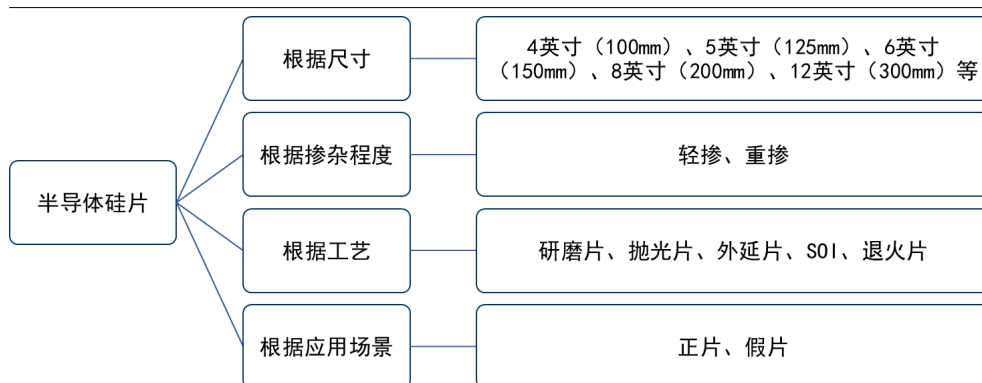 根据尺寸
4英寸（100mm）、5英寸（125mm）、6英寸
（150mm）、8英寸（200mm）、12英寸（300mm）等
根据掺杂程度
轻掺、重掺
半导体硅片
根据工艺
研磨片、抛光片、外延片、SOI、退火片
根据应用场景
正片、假片